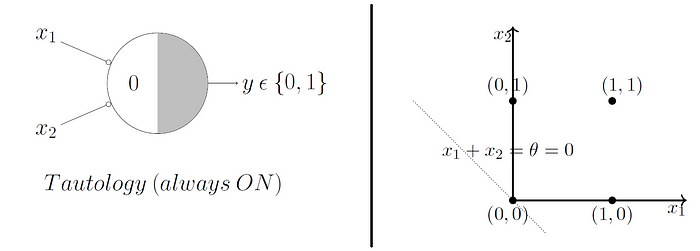 x₁
0
y ϵ {0, 1}
x₂
Tautology (always ON)
x₂
(0, 1)
(1, 1)
x₁ + x₂ = θ = 0
(0, 0)
(1, 0)
x₁